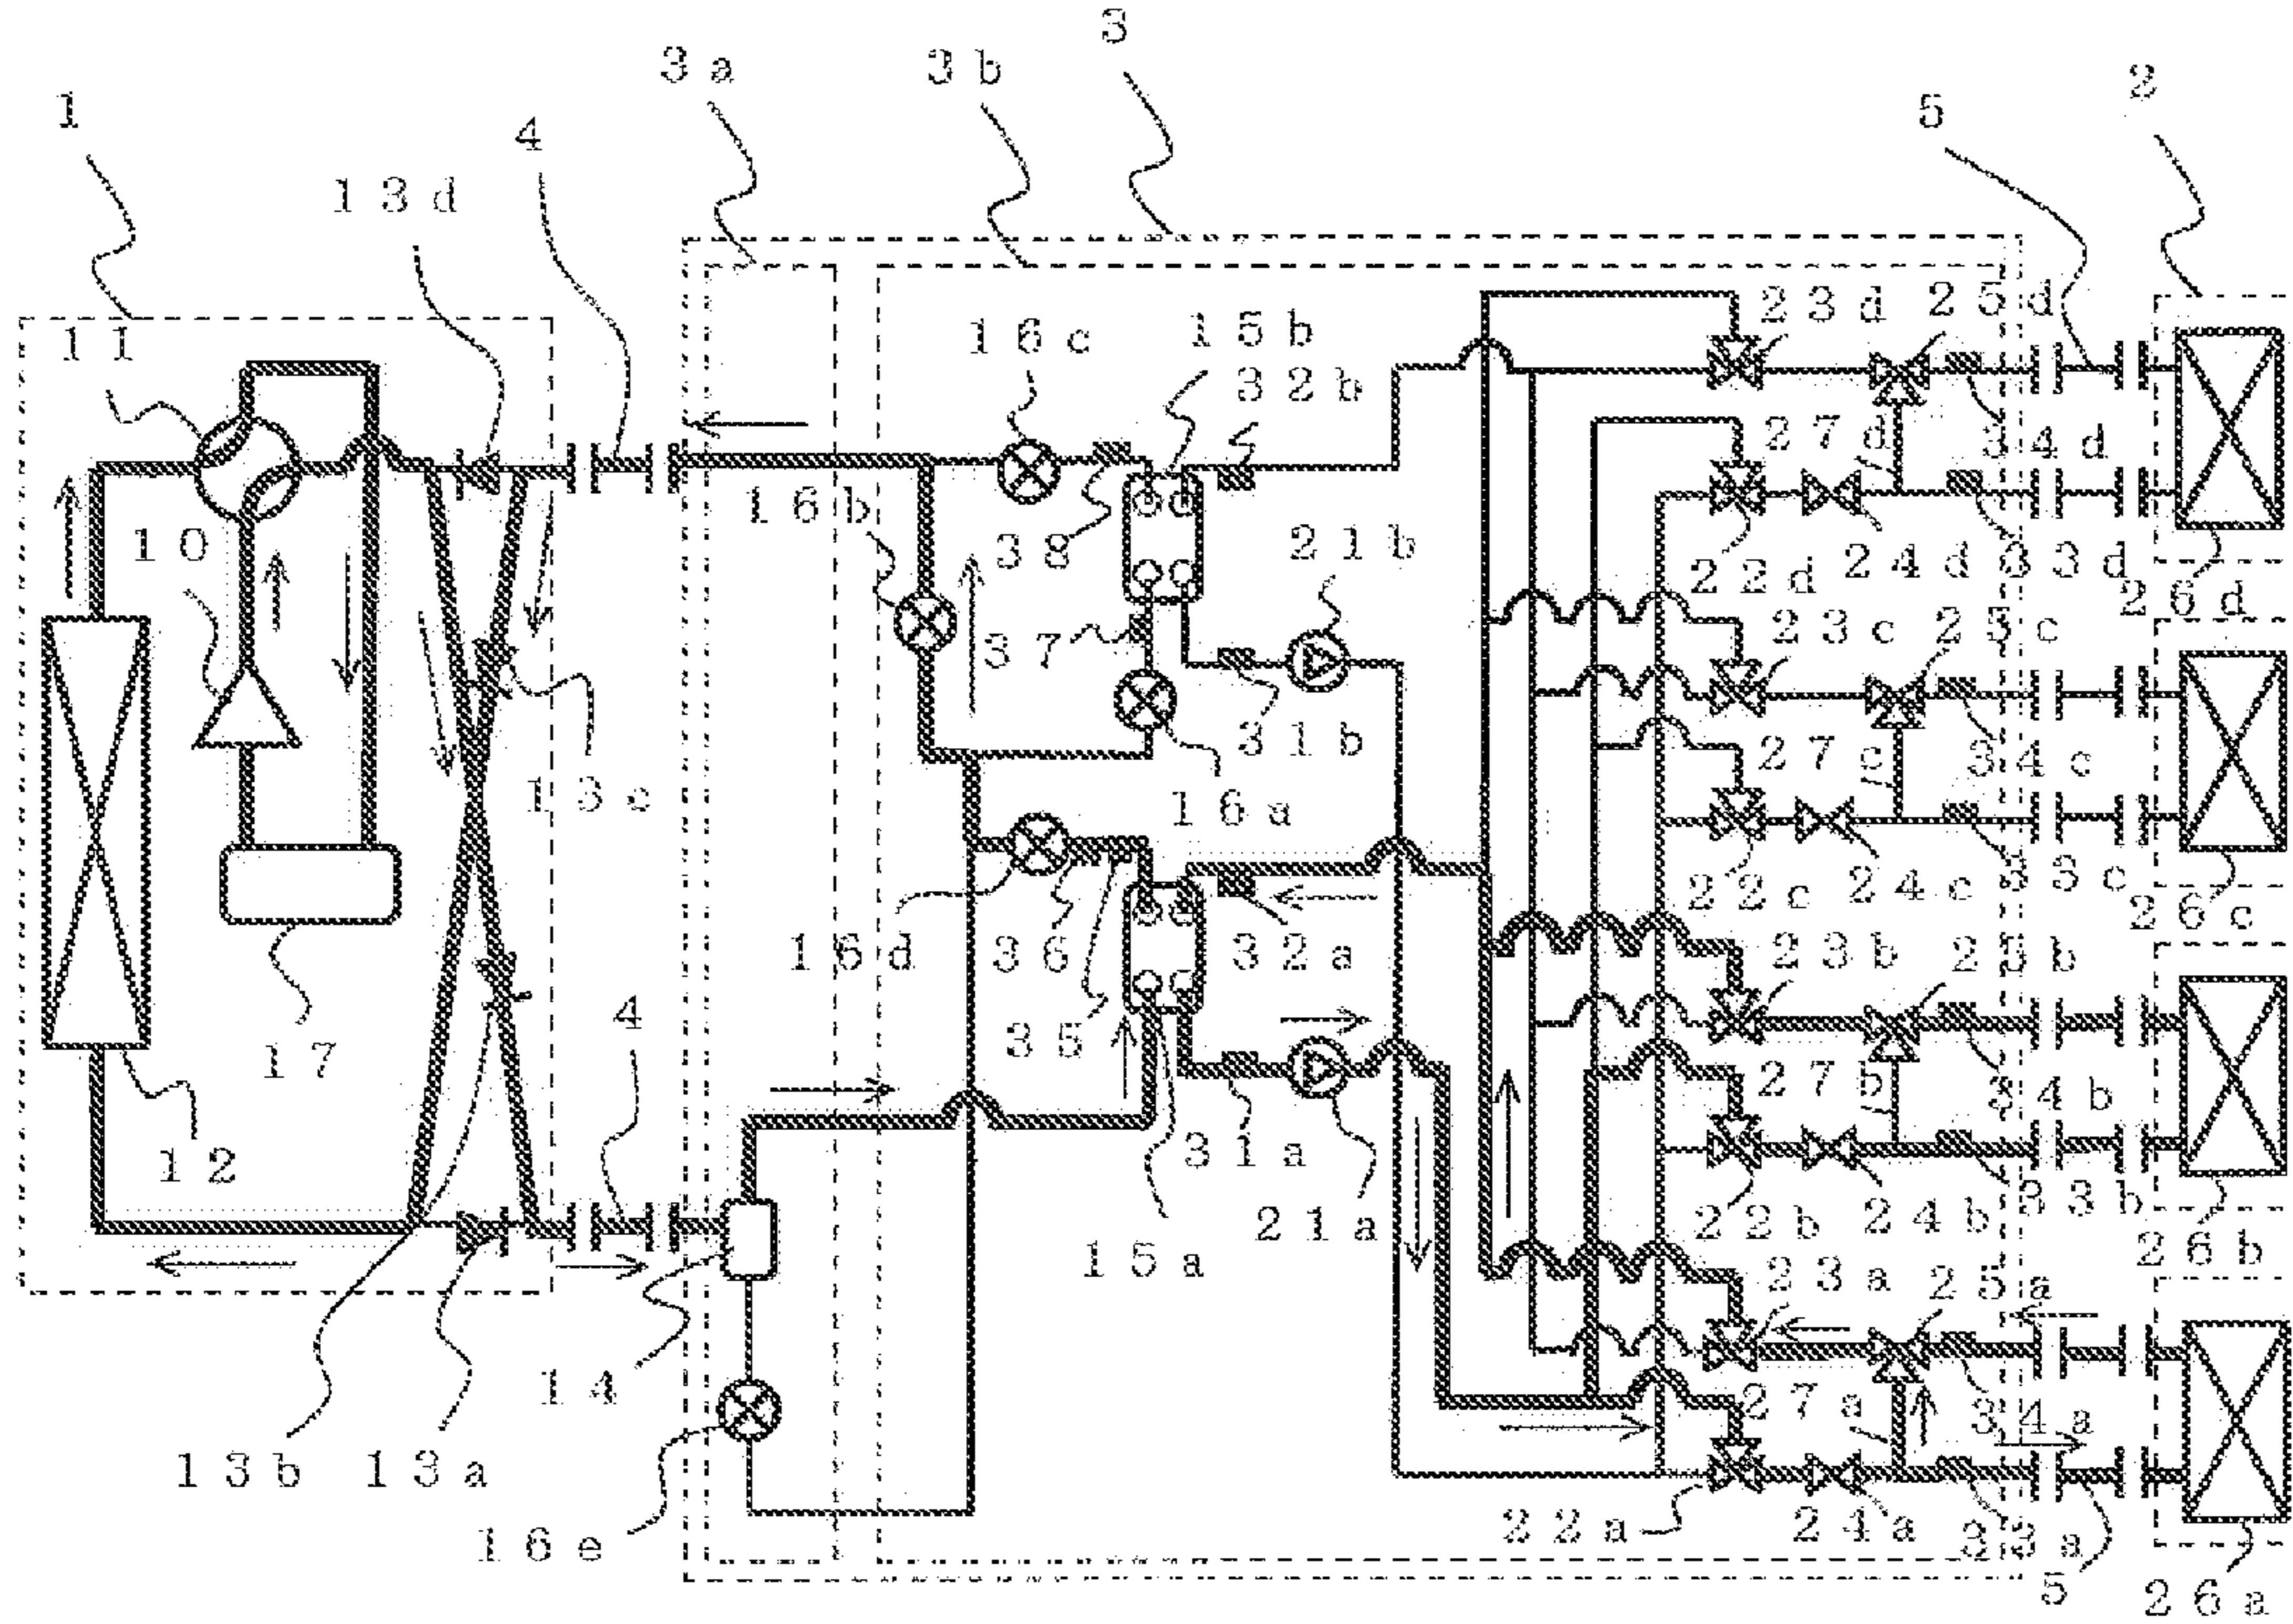 3
3a 3b 2
1 4 5
13d
11 16c 15b 23d 25d
32b
27d 34d
16b
10 38 21b 22d 24d 33d
26d
37 23c 25c
31b
13c 16a 27c 34c
22c 24c 33c
16d 36 32a 23b 25b 26c
35
17 4 27b 34b
12 31a
22b 24b 33b
15a 21a 26b
23a 25a
14
27a 34a
13b 13a
16e 22a 24a 33a
5 26a